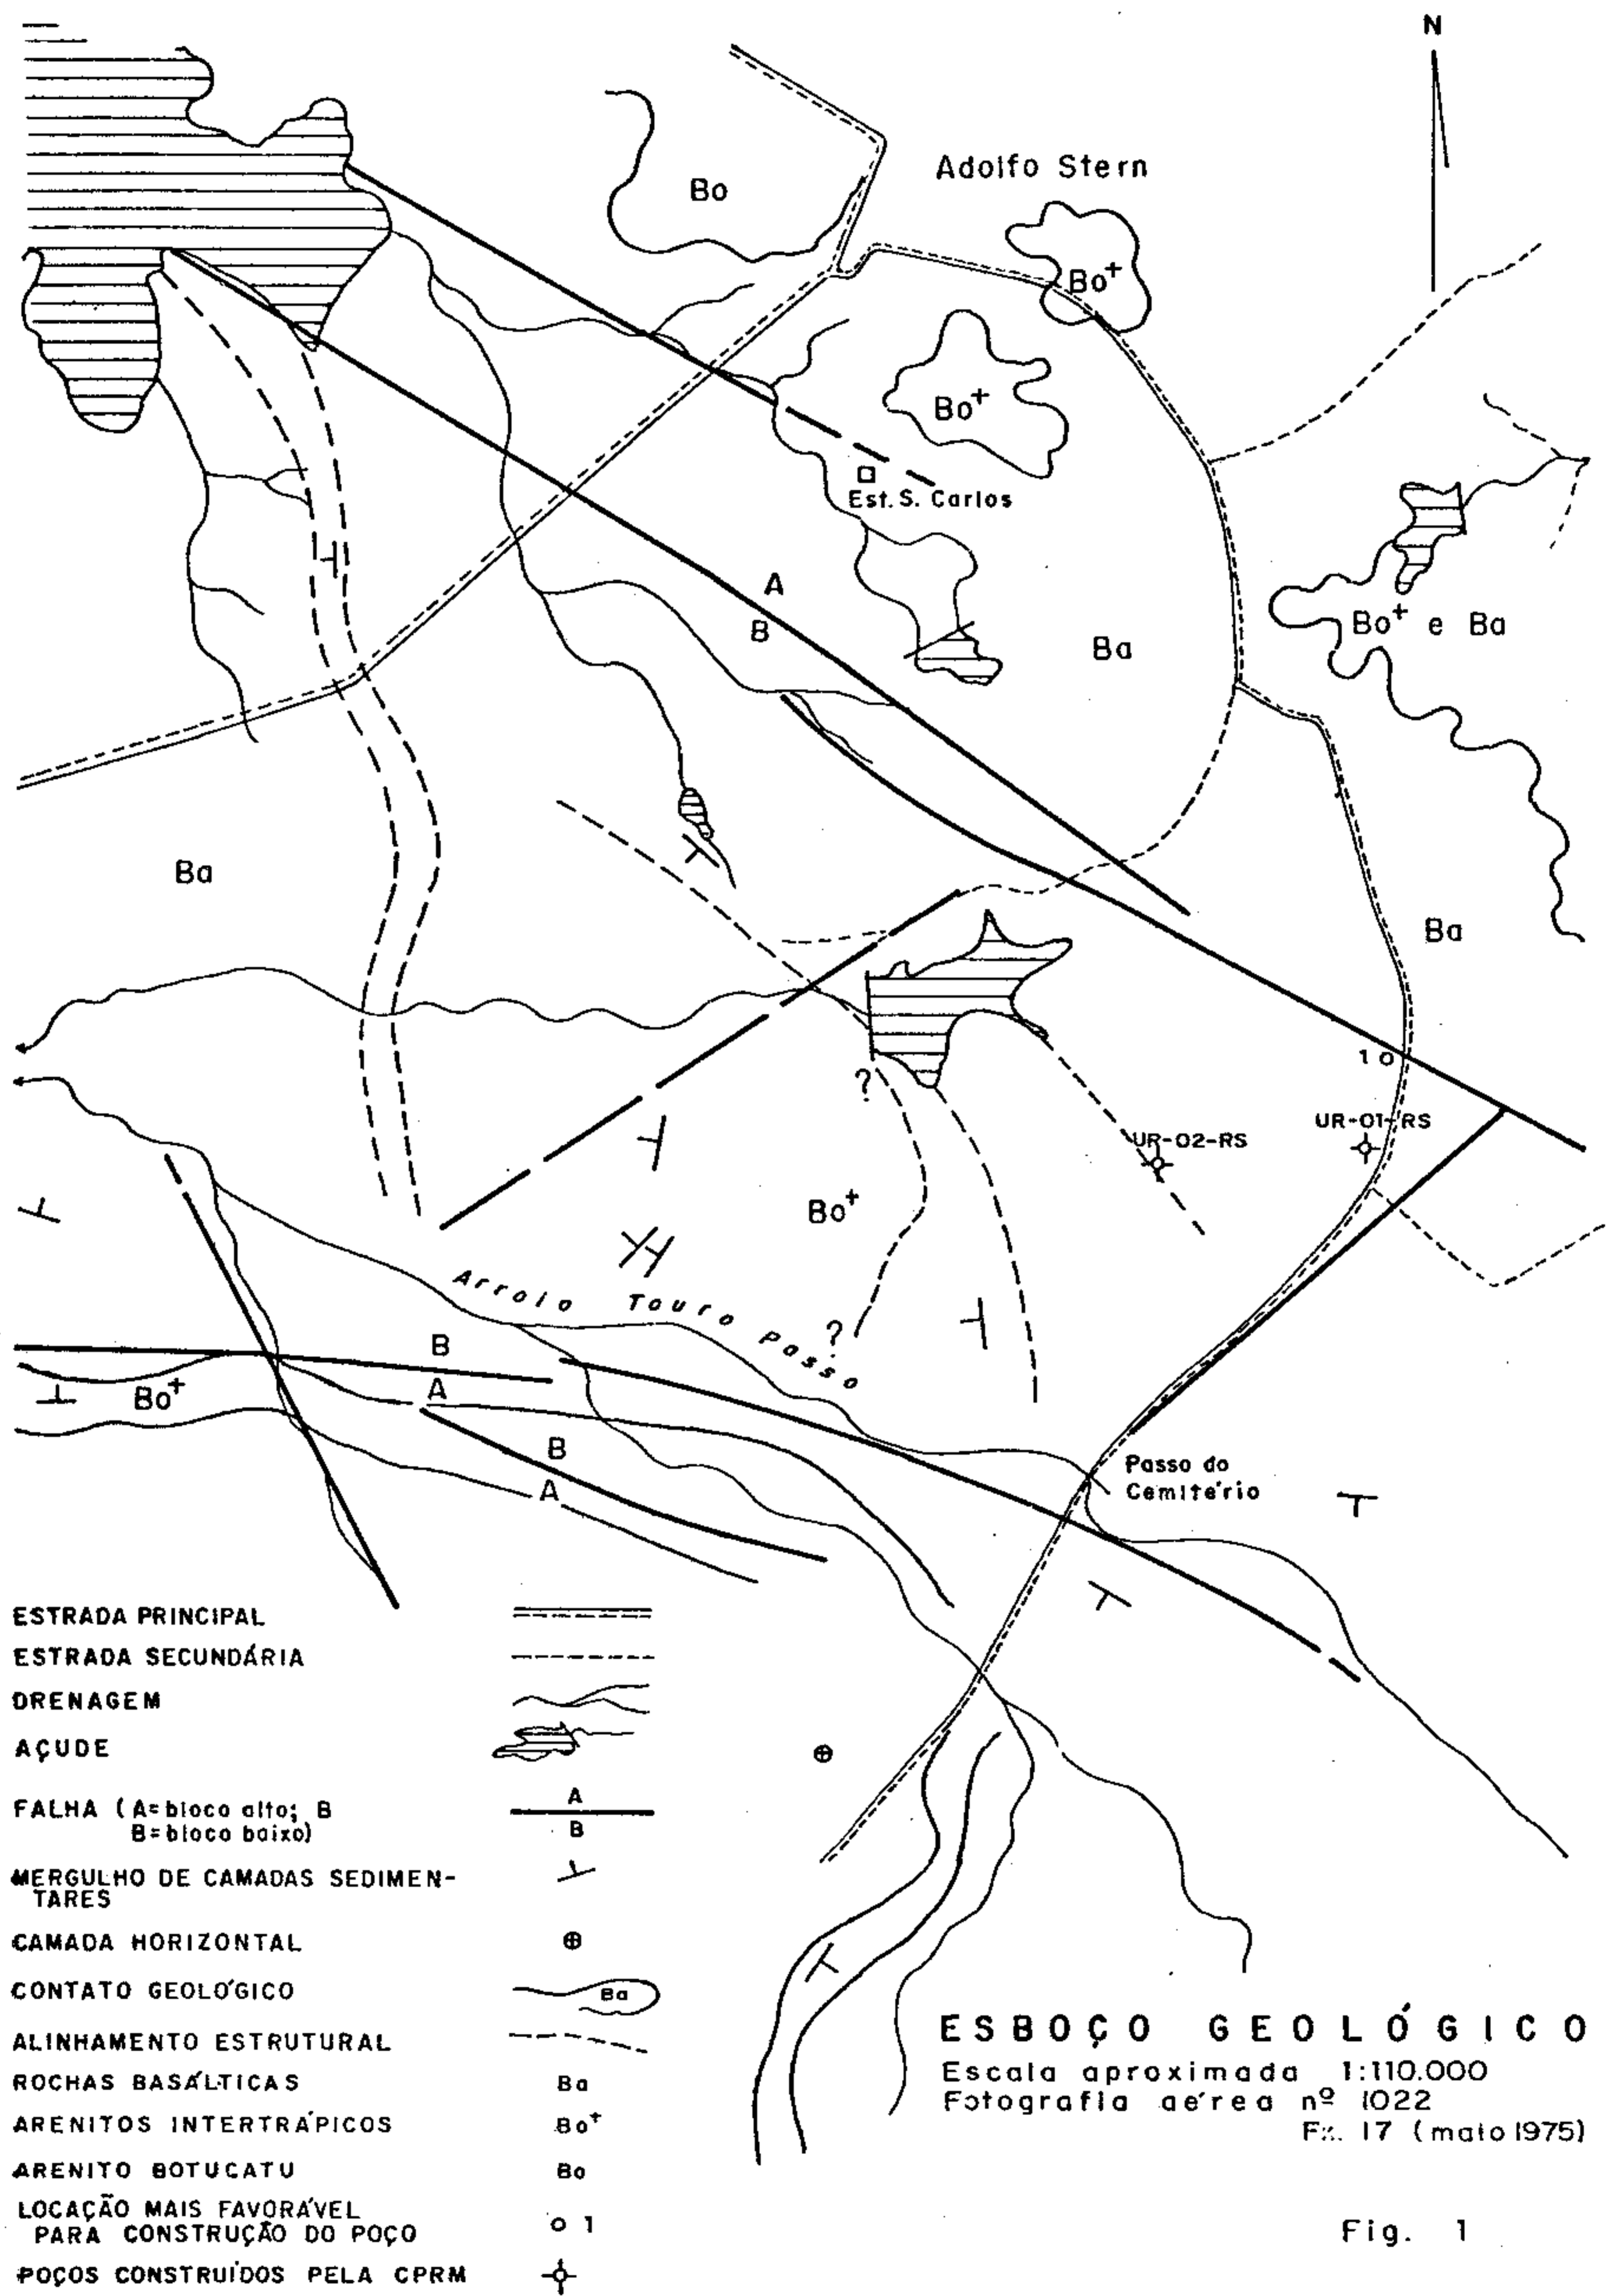 N
Adolfo Stern
Bo
Bo+
Bo+
Est. S. Carlos
A
B
Ba
Bo+ e Ba
Ba
Ba
1 o
?
UR-01-RS
UR-02-RS
Bo+
Arroio Touro Passo
?
B
A
Bo+
B
A
Passo do
Cemitério
ESTRADA PRINCIPAL
ESTRADA SECUNDÁRIA
DRENAGEM
AÇUDE
FALHA (A=bloco alto; B
B=bloco baixo)
A
B
MERGULHO DE CAMADAS SEDIMEN-
TARES
CAMADA HORIZONTAL
CONTATO GEOLÓGICO
Ba
ALINHAMENTO ESTRUTURAL
ROCHAS BASÁLTICAS Ba
ARENITOS INTERTRÁPICOS Bo+
ARENITO BOTUCATU Bo
LOCAÇÃO MAIS FAVORÁVEL
PARA CONSTRUÇÃO DO POÇO o 1
POÇOS CONSTRUÍDOS PELA CPRM
ESBOÇO GEOLÓGICO
Escala aproximada 1:110.000
Fotografia aérea nº 1022
17 (maio 1975)
Fig. 1